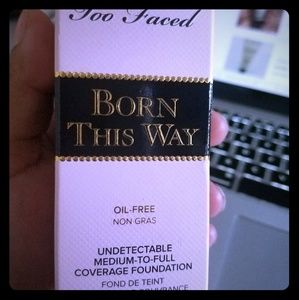 Too Faced
BORN
THIS WAY
OIL-FREE
NON GRAS
UNDETECTABLE
MEDIUM-TO-FULL
COVERAGE FOUNDATION
FOND DE TEINT